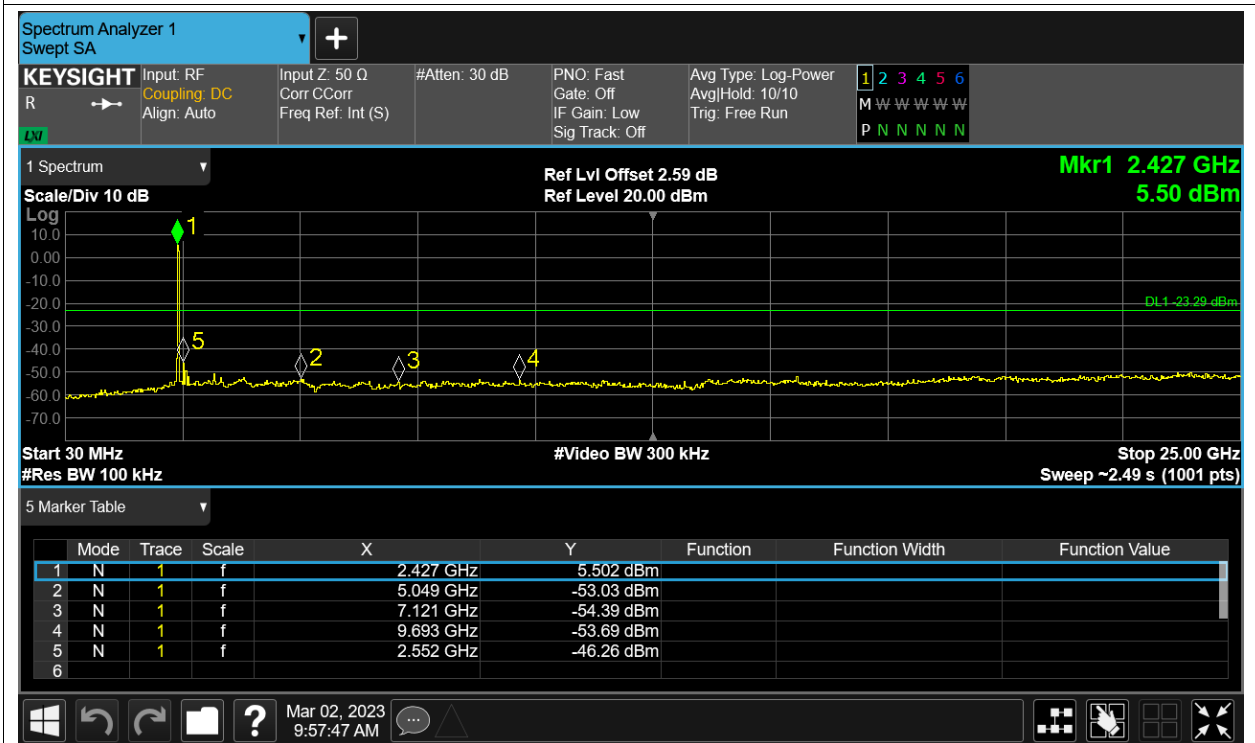 Spectrum Analyzer 1
Swept SA
+
KEYSIGHT Input: RF Input Z: 50 Ω #Atten: 30 dB PNO: Fast Avg Type: Log-Power 1 2 3 4 5 6
R Coupling: DC Corr CCorr Gate: Off Avg|Hold: 10/10 M W W W W W
Align: Auto Freq Ref: Int (S) IF Gain: Low Trig: Free Run
LXI Sig Track: Off P N N N N N
1 Spectrum Ref Lvl Offset 2.59 dB Mkr1 2.427 GHz
Scale/Div 10 dB Ref Level 20.00 dBm 5.50 dBm
Log
1
10.0
0.00
-10.0
-20.0 DL1 -23.29 dBm
-30.0
5
-40.0
2 3 4
-50.0
-60.0
-70.0
Start 30 MHz #Video BW 300 kHz Stop 25.00 GHz
#Res BW 100 kHz Sweep ~2.49 s (1001 pts)
5 Marker Table
Mode Trace Scale X Y Function Function Width Function Value
1 N 1 f 2.427 GHz 5.502 dBm
2 N 1 f 5.049 GHz -53.03 dBm
3 N 1 f 7.121 GHz -54.39 dBm
4 N 1 f 9.693 GHz -53.69 dBm
5 N 1 f 2.552 GHz -46.26 dBm
6
? Mar 02, 2023
9:57:47 AM